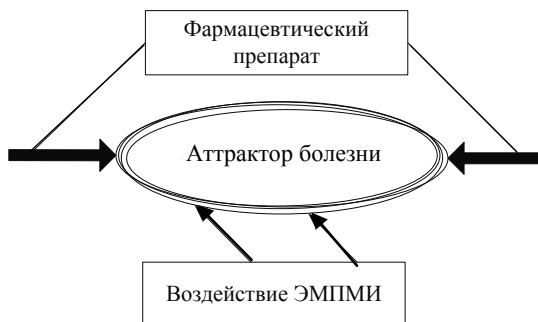 Фармацевтический
препарат
Аттрактор болезни
Воздействие ЭМПМИ